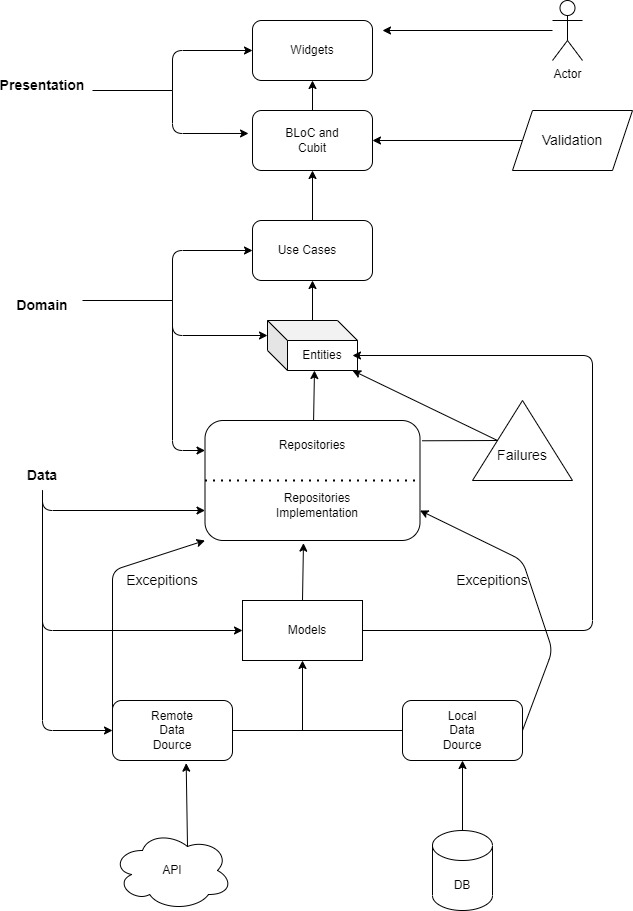 Widgets
Actor
Presentation
BLoC and
Cubit
Validation
Use Cases
Domain
Entities
Repositories
Failures
Data
Repositories
Implementation
Excepitions
Excepitions
Models
Remote
Data
Dource
Local
Data
Dource
API
DB